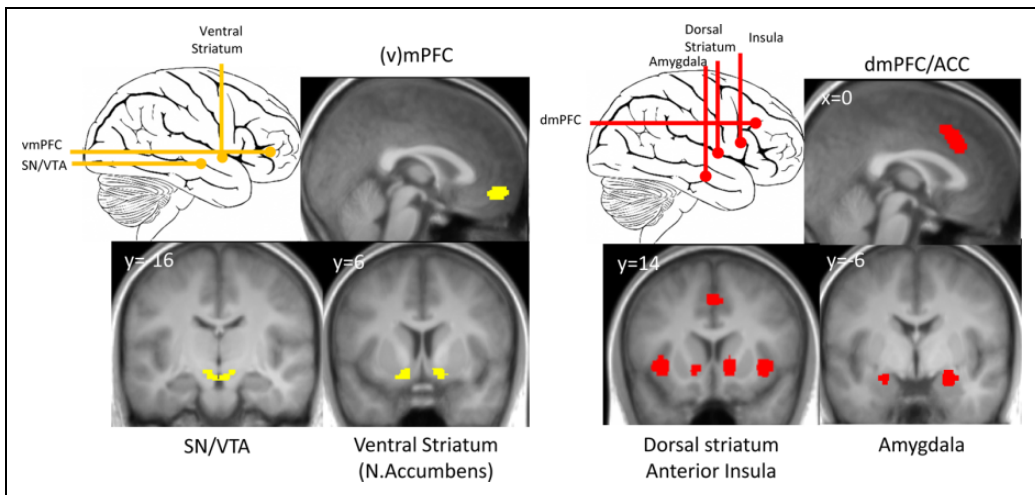 Ventral
Striatum
(v)mPFC
vmPFC
SN/VTA
y=-16
y=6
SN/VTA
Ventral Striatum
(N.Accumbens)
Dorsal
Striatum
Insula
Amygdala
dmPFC/ACC
dmPFC
x=0
y=14
y=-6
Dorsal striatum
Anterior Insula
Amygdala